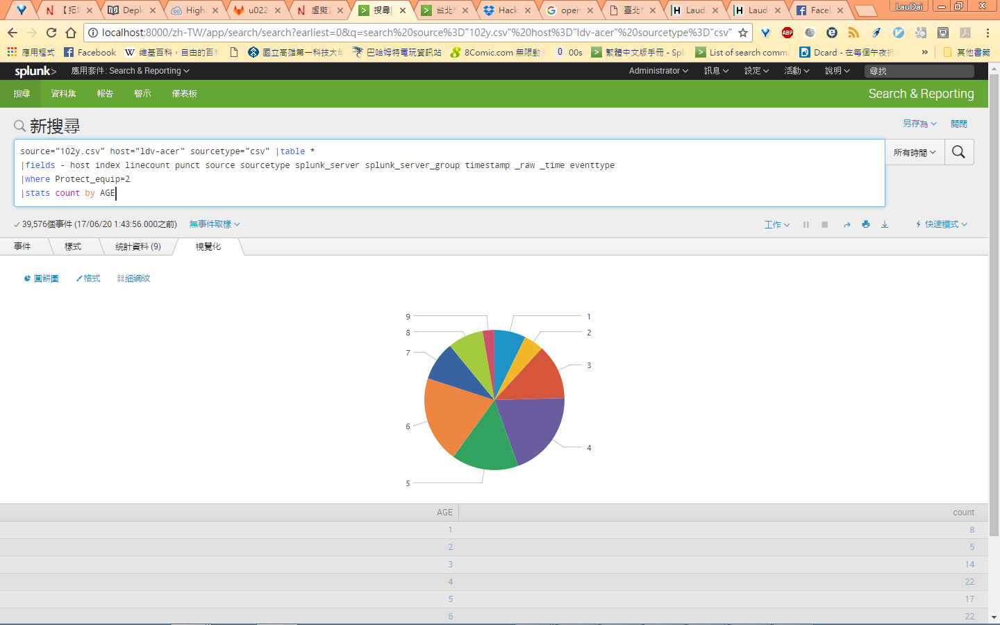 【拓墣
Deplo
High-
u022
虛擬
搜尋|
台北市
Hack
open
臺北市
Laud
Laud
Facel
LauDai
localhost:8000/zh-TW/app/search/search?earliest=0&q=search%20source%3D"102y.csv"%20host%3D"ldv-acer"%20sourcetype%3D"csv"
應用程式
Facebook
維基百科，自由的百科
國立高雄第一科技大學
巴哈姆特電玩資訊站
8Comic.com 無限動
00s
繁體中文版手冊 - Spl
List of search comma
Dcard - 在每個午夜拆
其他書籤
splunk>
應用套件: Search & Reporting
Administrator
訊息
設定
活動
說明
尋找
搜尋
資料集
報告
警示
儀表板
Search & Reporting
新搜尋
另存為
關閉
source="102y.csv" host="ldv-acer" sourcetype="csv" |table *
|fields - host index linecount punct source sourcetype splunk_server splunk_server_group timestamp _raw _time eventtype
|where Protect_equip=2
|stats count by AGE
所有時間
39,576個事件 (17/06/20 1:43:56.000之前)
無事件取樣
工作
快速模式
事件
樣式
統計資料 (9)
視覺化
圓餅圖
格式
細網紋
9
1
8
2
7
3
6
4
5
AGE
count
1 8
2 5
3 14
4 22
5 17
6 22